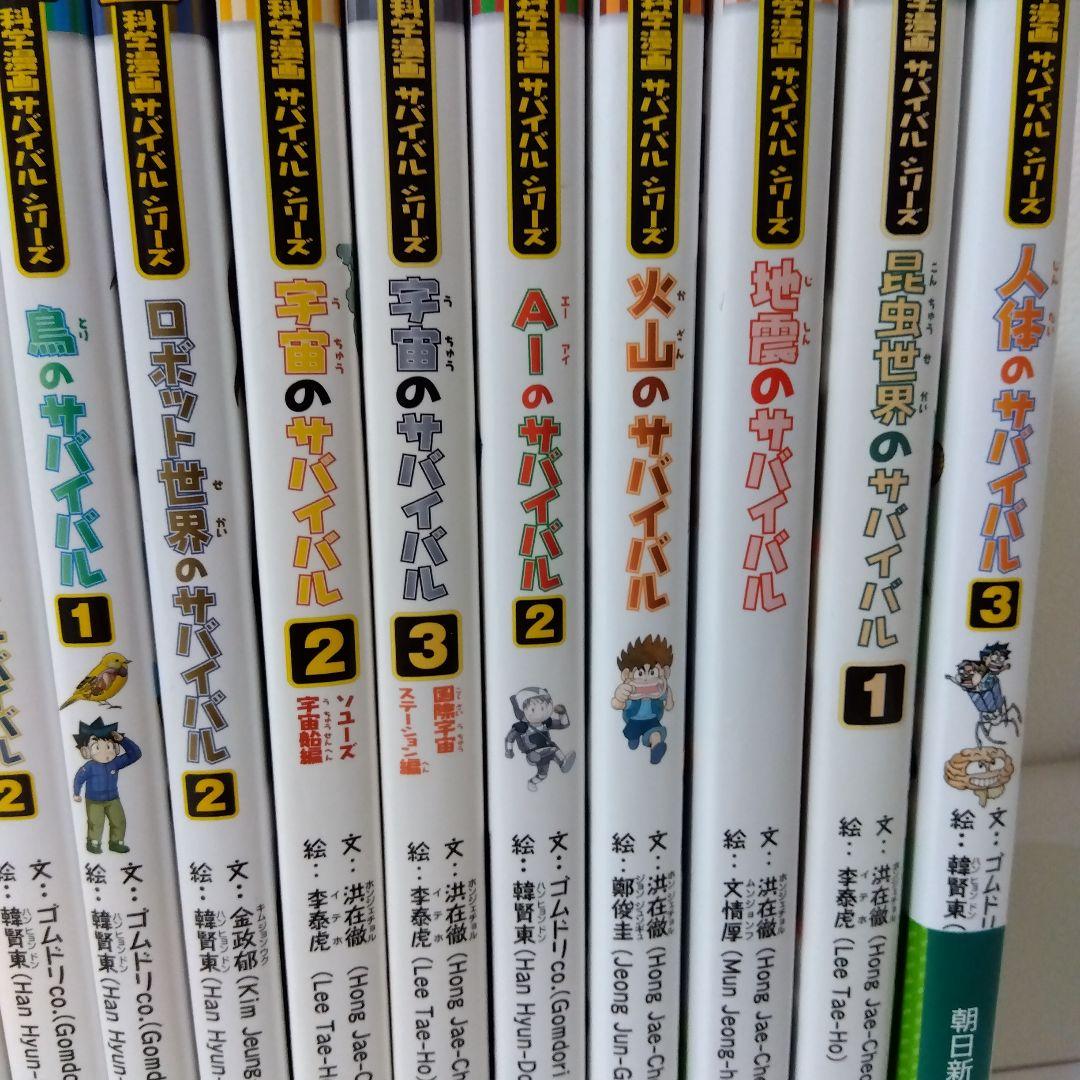 サバイバル
2
文：ゴムドリco.(Gomdo
絵：韓賢東(Han Hyun-
科学漫画 サバイバル シリーズ
鳥のサバイバル
1
文：ゴムドリco.(Gomd
絵：韓賢東(Han Hyun-
科学漫画 サバイバル シリーズ
ロボット世界のサバイバル
2
文：金政郁(Kim Jeung
絵：韓賢東(Han Hyun-
科学漫画 サバイバル シリーズ
宇宙のサバイバル
2
ソユーズ
宇宙船編
文：洪在徹(Hong Jae-C
絵：李泰虎(Lee Tae-H
科学漫画 サバイバル シリーズ
宇宙のサバイバル
3
国際宇宙
ステーション編
文：洪在徹(Hong Jae-C
絵：李泰虎(Lee Tae-Ho)
科学漫画 サバイバル シリーズ
AIのサバイバル
2
文：ゴムドリco.(Gomdori
絵：韓賢東(Han Hyun-Do
科学漫画 サバイバル シリーズ
火山のサバイバル
文：洪在徹(Hong Jae-Che
絵：鄭俊圭(Jeong Jun-G
学漫画 サバイバル シリーズ
地震のサバイバル
文：洪在徹(Hong Jae-Che
絵：文情厚(Mun Jeong-h
学漫画 サバイバル シリーズ
昆虫世界のサバイバル
1
文：洪在徹(Hong Jae-Cheo
絵：李泰虎(Lee Tae-Ho)
漫画 サバイバル シリーズ
人体のサバイバル
3
文：ゴムドリ
絵：韓賢東(
朝日新